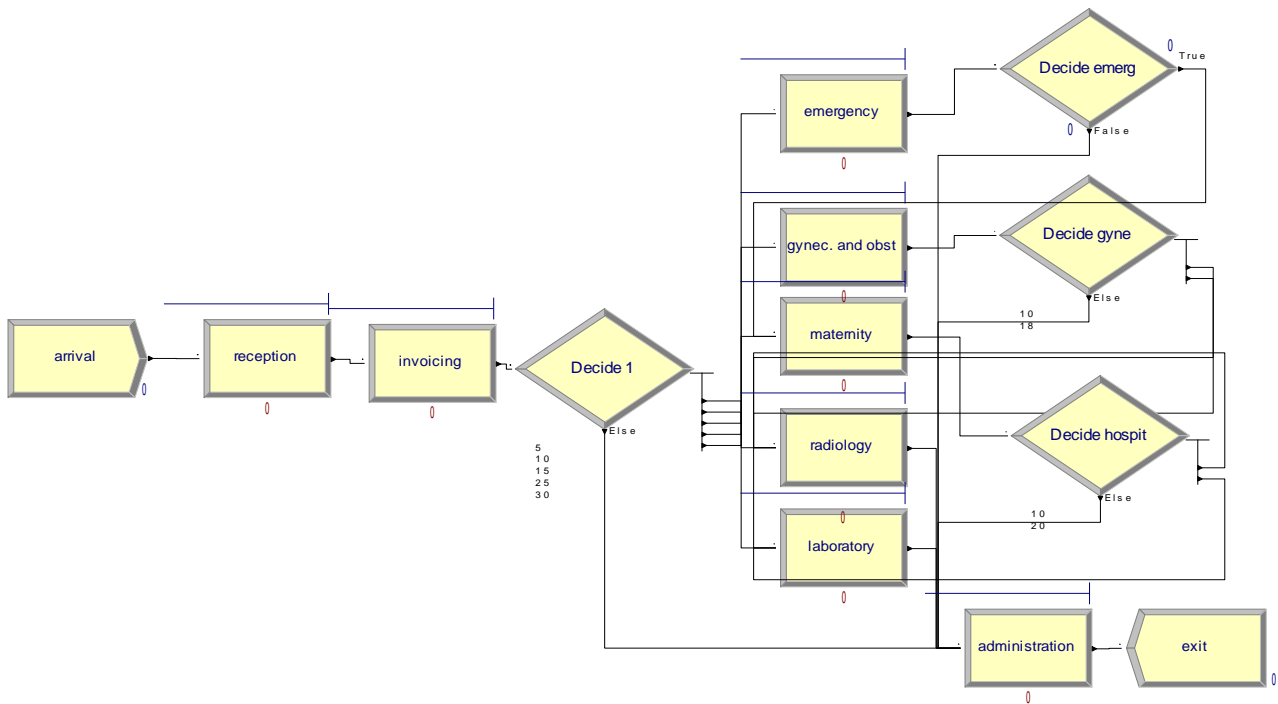 0
True
Decide emerg
emergency
0
False
0
Decide gyne
gynec. and obst
Else
0
10
18
maternity
arrival
reception
invoicing
Decide 1
0
0
0
0
Else
5
10
15
25
30
radiology
Decide hospit
Else
0
10
20
laboratory
0
administration
exit
0
0